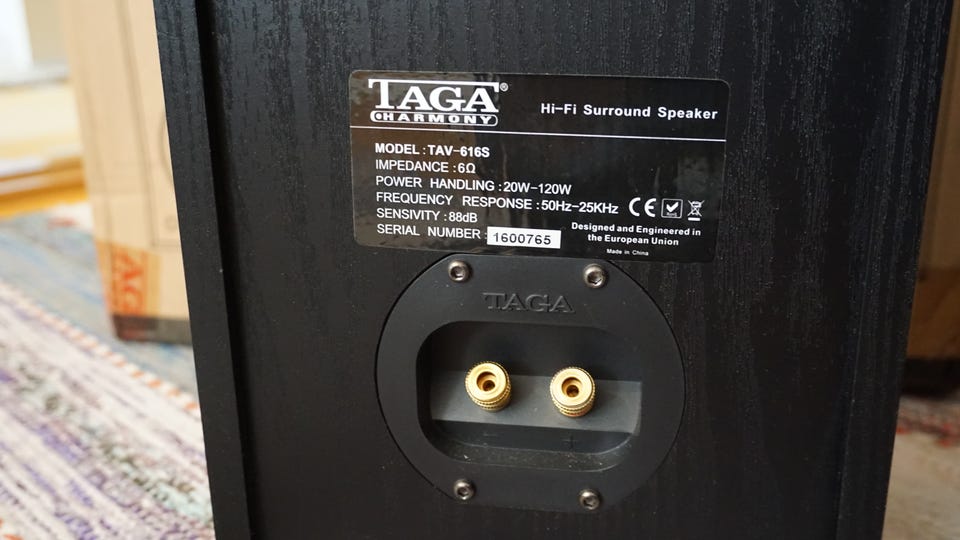 TAGA®
HARMONY
Hi-Fi Surround Speaker
MODEL : TAV-616S
IMPEDANCE : 6Ω
POWER HANDLING : 20W-120W
FREQUENCY RESPONSE : 50Hz-25KHz
SENSIVITY : 88dB
SERIAL NUMBER : 1600765
CE
Designed and Engineered in
the European Union
Made in China
TAGA
- +